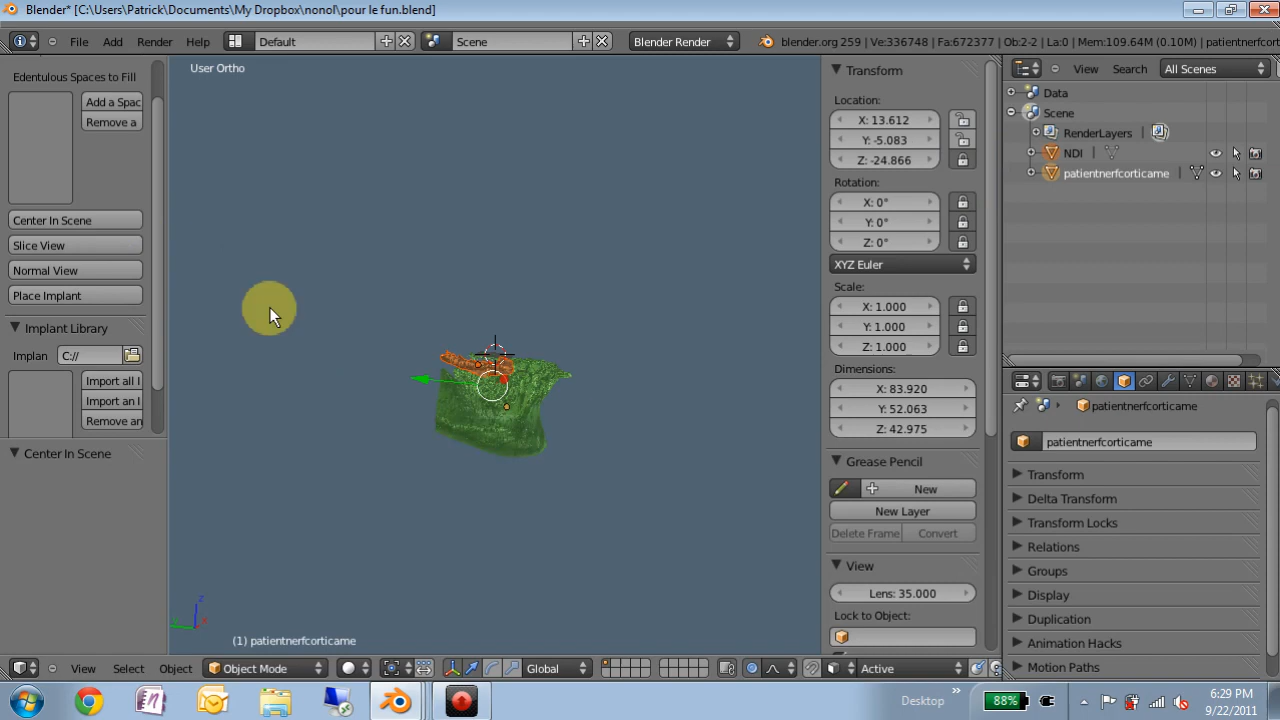 Blender* [C:\Users\Patrick\Documents\My Dropbox\nonol\pour le fun.blend]
File Add Render Help Default Scene Blender Render blender.org 259 | Ve:336748 | Fa:672377 | Ob:2-2 | La:0 | Mem:109.64M (0.10M) | patientnerfcort
Edentulous Spaces to Fill
Add a Spac
Remove a
Center In Scene
Slice View
Normal View
Place Implant
Implant Library
Implan C://
Import all I
Import an I
Remove an
Center In Scene
User Ortho
(1) patientnerfcorticame
View Select Object Object Mode Global Active
Transform
Location:
X: 13.612
Y: -5.083
Z: -24.866
Rotation:
X: 0°
Y: 0°
Z: 0°
XYZ Euler
Scale:
X: 1.000
Y: 1.000
Z: 1.000
Dimensions:
X: 83.920
Y: 52.063
Z: 42.975
Grease Pencil
New
New Layer
Delete Frame Convert
View
Lens: 35.000
Lock to Object:
View Search All Scenes
Data
Scene
RenderLayers
NDI
patientnerfcorticame
patientnerfcorticame
patientnerfcorticame
Transform
Delta Transform
Transform Locks
Relations
Groups
Display
Duplication
Animation Hacks
Motion Paths
Desktop » 88% 6:29 PM
9/22/2011